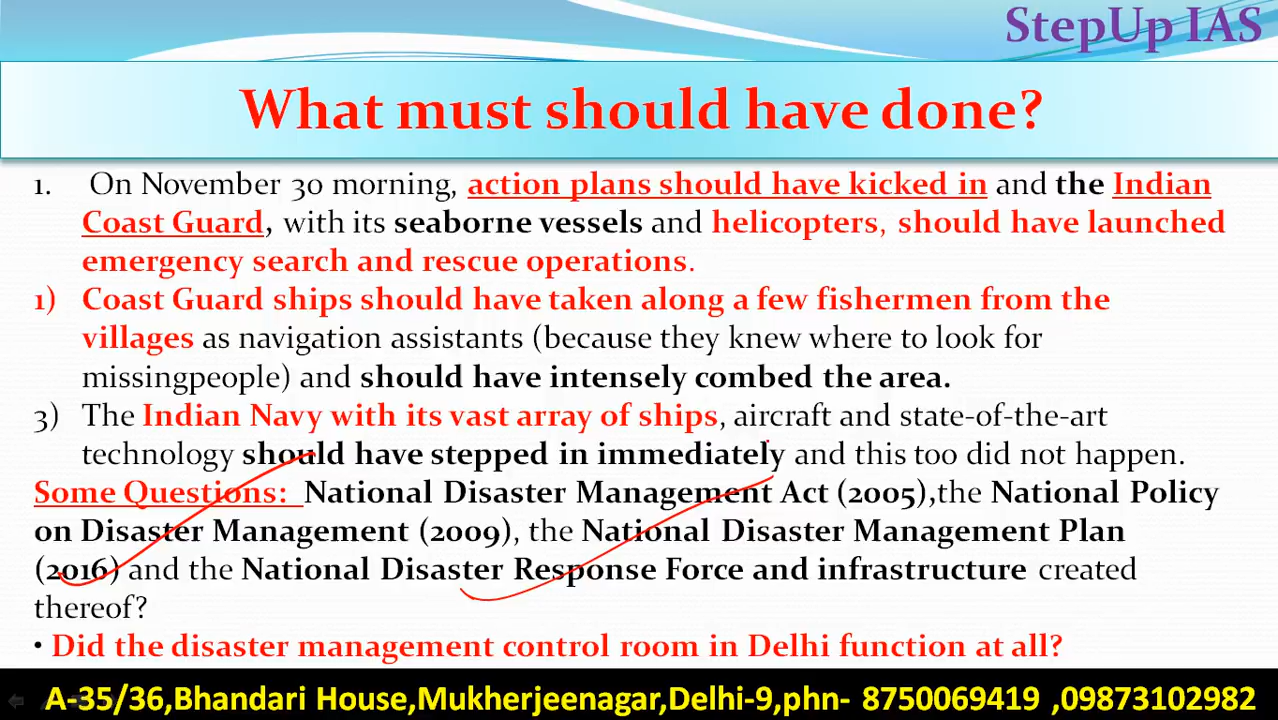 StepUp IAS
What must should have done?
1. On November 30 morning, action plans should have kicked in and the Indian
Coast Guard, with its seaborne vessels and helicopters, should have launched
emergency search and rescue operations.
1) Coast Guard ships should have taken along a few fishermen from the
villages as navigation assistants (because they knew where to look for
missingpeople) and should have intensely combed the area.
3) The Indian Navy with its vast array of ships, aircraft and state-of-the-art
technology should have stepped in immediately and this too did not happen.
Some Questions: National Disaster Management Act (2005),the National Policy
on Disaster Management (2009), the National Disaster Management Plan
(2016) and the National Disaster Response Force and infrastructure created
thereof?
• Did the disaster management control room in Delhi function at all?
A-35/36,Bhandari House,Mukherjeenagar,Delhi-9,phn- 8750069419 ,09873102982